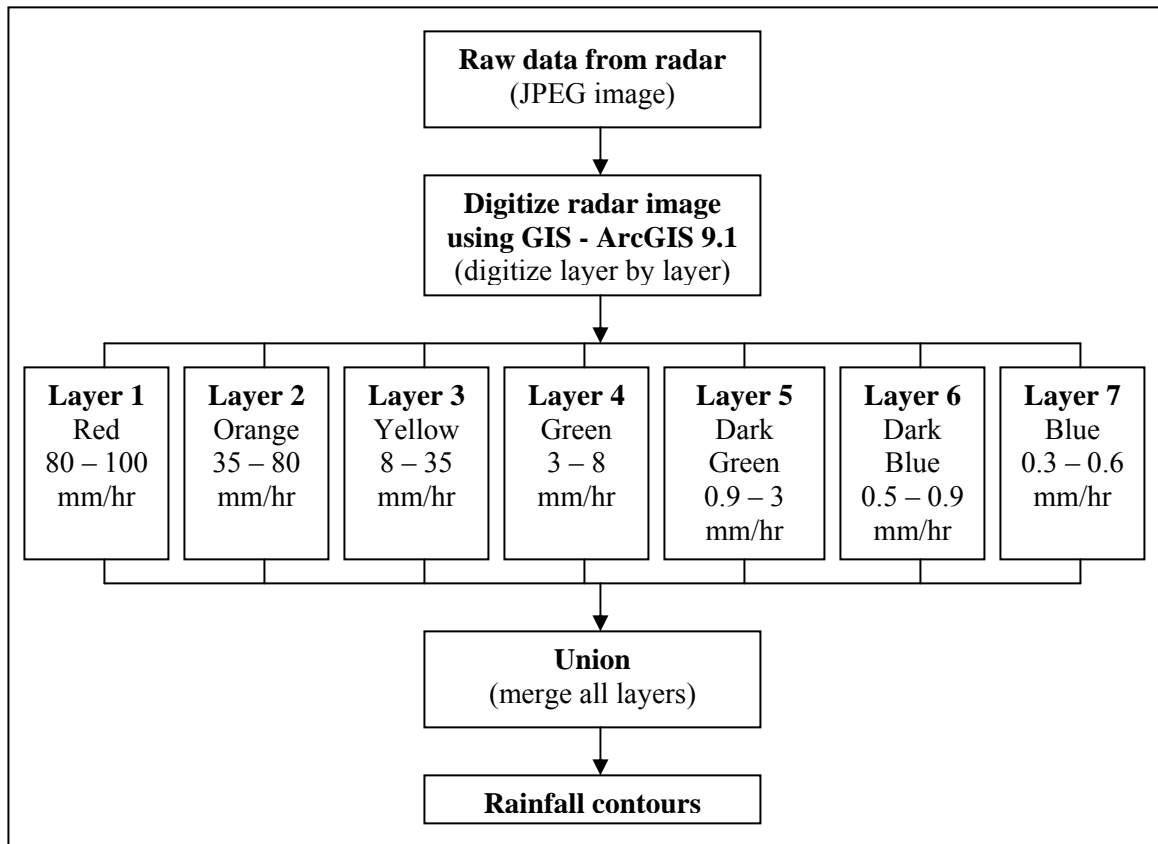 Raw data from radar
(JPEG image)
Digitize radar image
using GIS - ArcGIS 9.1
(digitize layer by layer)
Layer 1
Red
80 – 100
mm/hr
Layer 2
Orange
35 – 80
mm/hr
Layer 3
Yellow
8 – 35
mm/hr
Layer 4
Green
3 – 8
mm/hr
Layer 5
Dark
Green
0.9 – 3
mm/hr
Layer 6
Dark
Blue
0.5 – 0.9
mm/hr
Layer 7
Blue
0.3 – 0.6
mm/hr
Union
(merge all layers)
Rainfall contours